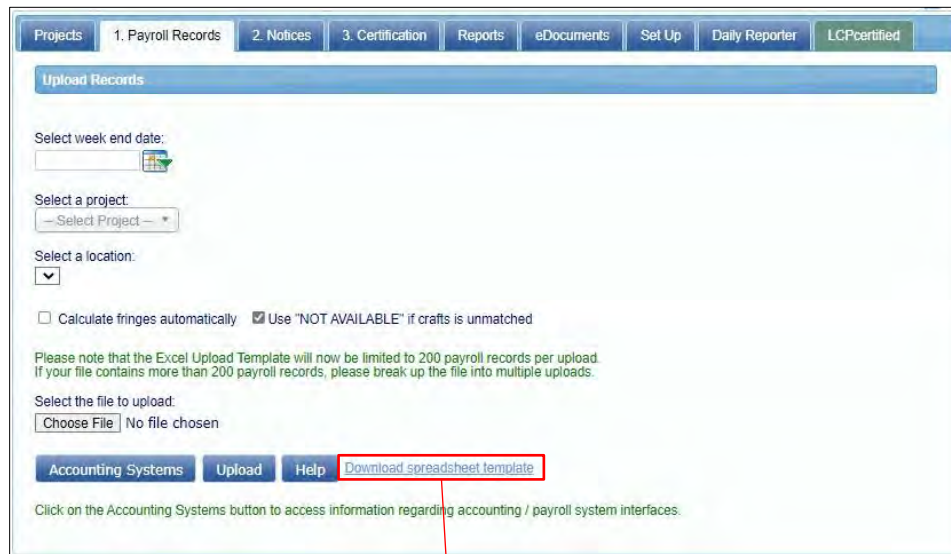 Projects 1. Payroll Records 2. Notices 3. Certification Reports eDocuments Set Up Daily Reporter LCPcertified
Upload Records
Select week end date:
Select a project:
-- Select Project --
Select a location:
Calculate fringes automatically Use "NOT AVAILABLE" if crafts is unmatched
Please note that the Excel Upload Template will now be limited to 200 payroll records per upload.
If your file contains more than 200 payroll records, please break up the file into multiple uploads.
Select the file to upload:
Choose File No file chosen
Accounting Systems Upload Help Download spreadsheet template
Click on the Accounting Systems button to access information regarding accounting / payroll system interfaces.